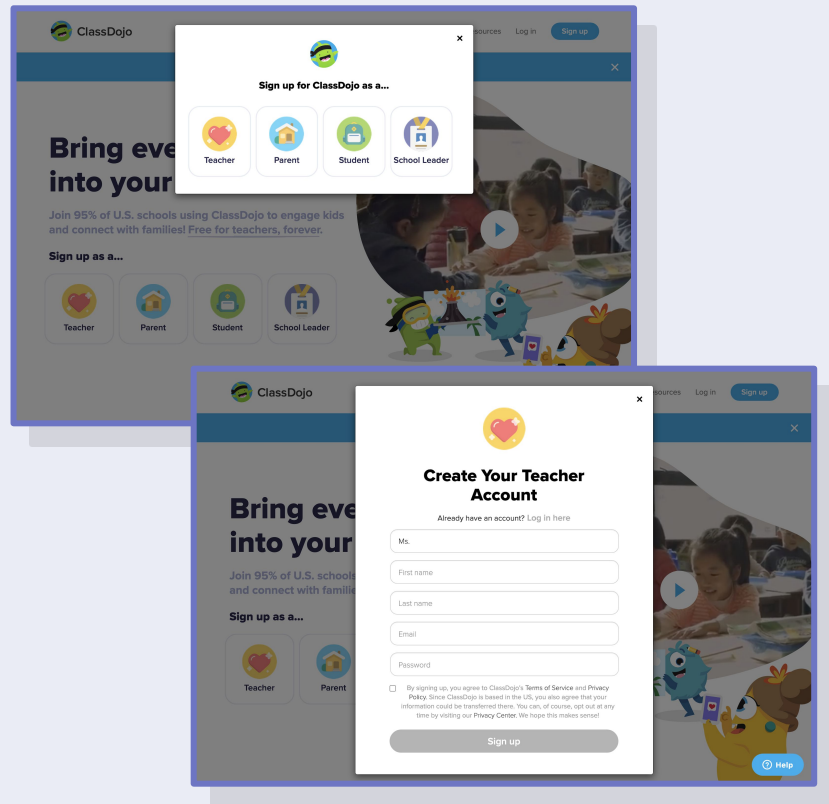 ClassDojo
Log in
Sign up
×
×
Sign up for ClassDojo as a...
Teacher
Parent
Student
School Leader
Bring eve
into your
Join 95% of U.S. schools using ClassDojo to engage kids
and connect with families! Free for teachers, forever.
Sign up as a...
Teacher
Parent
Student
School Leader
ClassDojo
Log in
Sign up
×
×
Create Your Teacher
Account
Already have an account? Log in here
Ms.
First name
Last name
Email
Password
By signing up, you agree to ClassDojo's Terms of Service and Privacy
Policy. Since ClassDojo is based in the US, you also agree that your
information could be transferred there. You can, of course, opt out at any
time by visiting our Privacy Center. We hope this makes sense!
Sign up
Bring eve
into your
Join 95% of U.S. schools
and connect with familie
Sign up as a...
Teacher
Parent
? Help